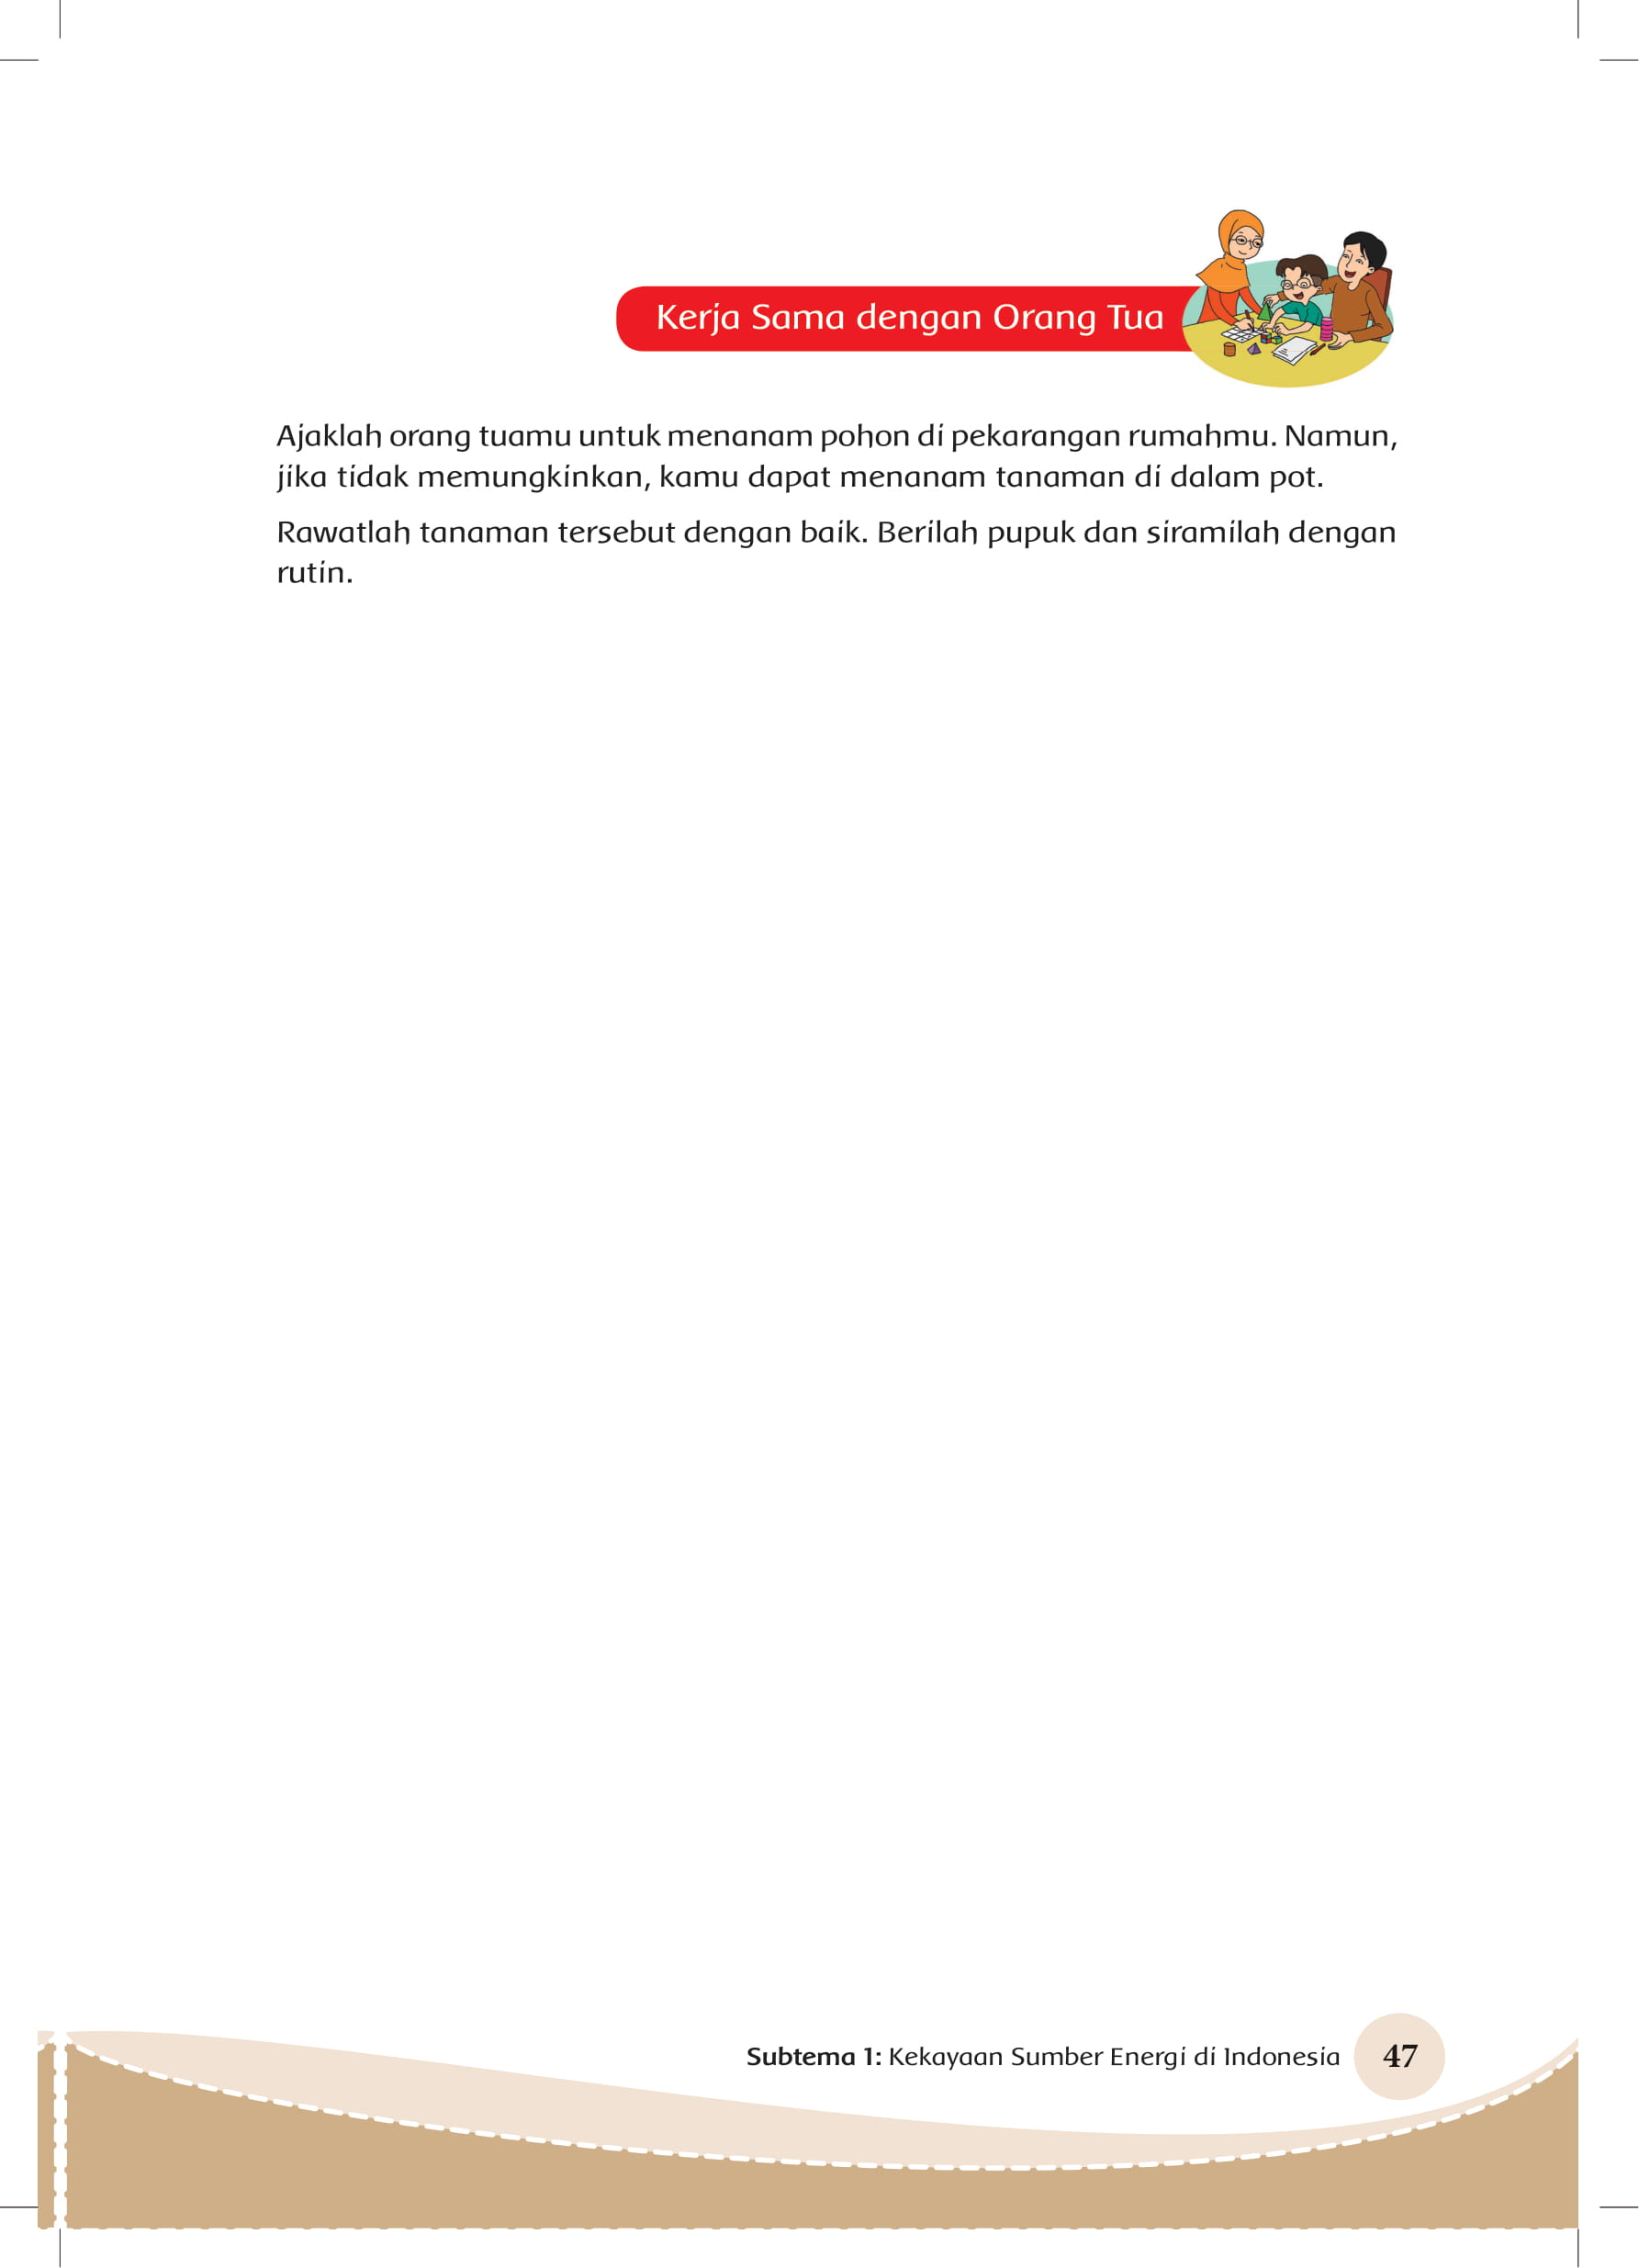 Kerja Sama dengan Orang Tua
Ajaklah orang tuamu untuk menanam pohon di pekarangan rumahmu. Namun,
jika tidak memungkinkan, kamu dapat menanam tanaman di dalam pot.
Rawatlah tanaman tersebut dengan baik. Berilah pupuk dan siramilah dengan
rutin.
Subtema 1: Kekayaan Sumber Energi di Indonesia 47